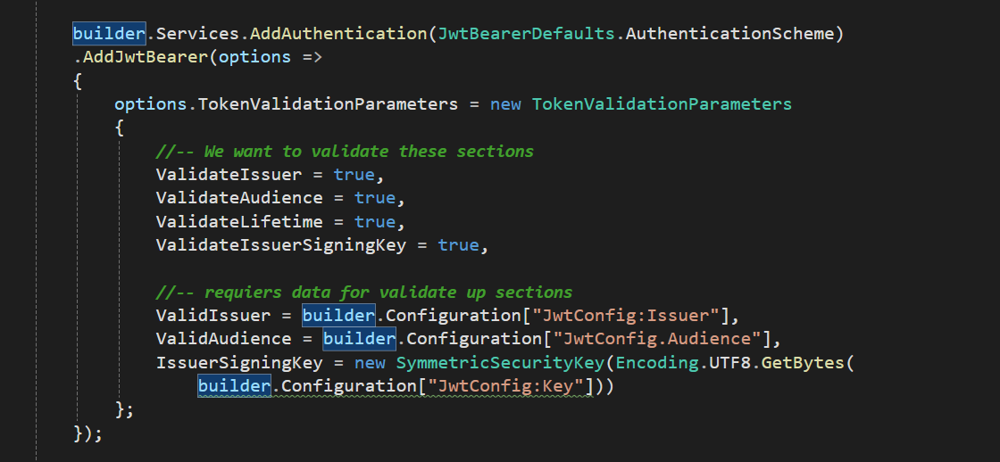 builder.Services.AddAuthentication(JwtBearerDefaults.AuthenticationScheme)
.AddJwtBearer(options =>
{
options.TokenValidationParameters = new TokenValidationParameters
{
//-- We want to validate these sections
ValidateIssuer = true,
ValidateAudience = true,
ValidateLifetime = true,
ValidateIssuerSigningKey = true,
//-- requiers data for validate up sections
ValidIssuer = builder.Configuration["JwtConfig:Issuer"],
ValidAudience = builder.Configuration["JwtConfig.Audience"],
IssuerSigningKey = new SymmetricSecurityKey(Encoding.UTF8.GetBytes(
builder.Configuration["JwtConfig:Key"]))
};
});